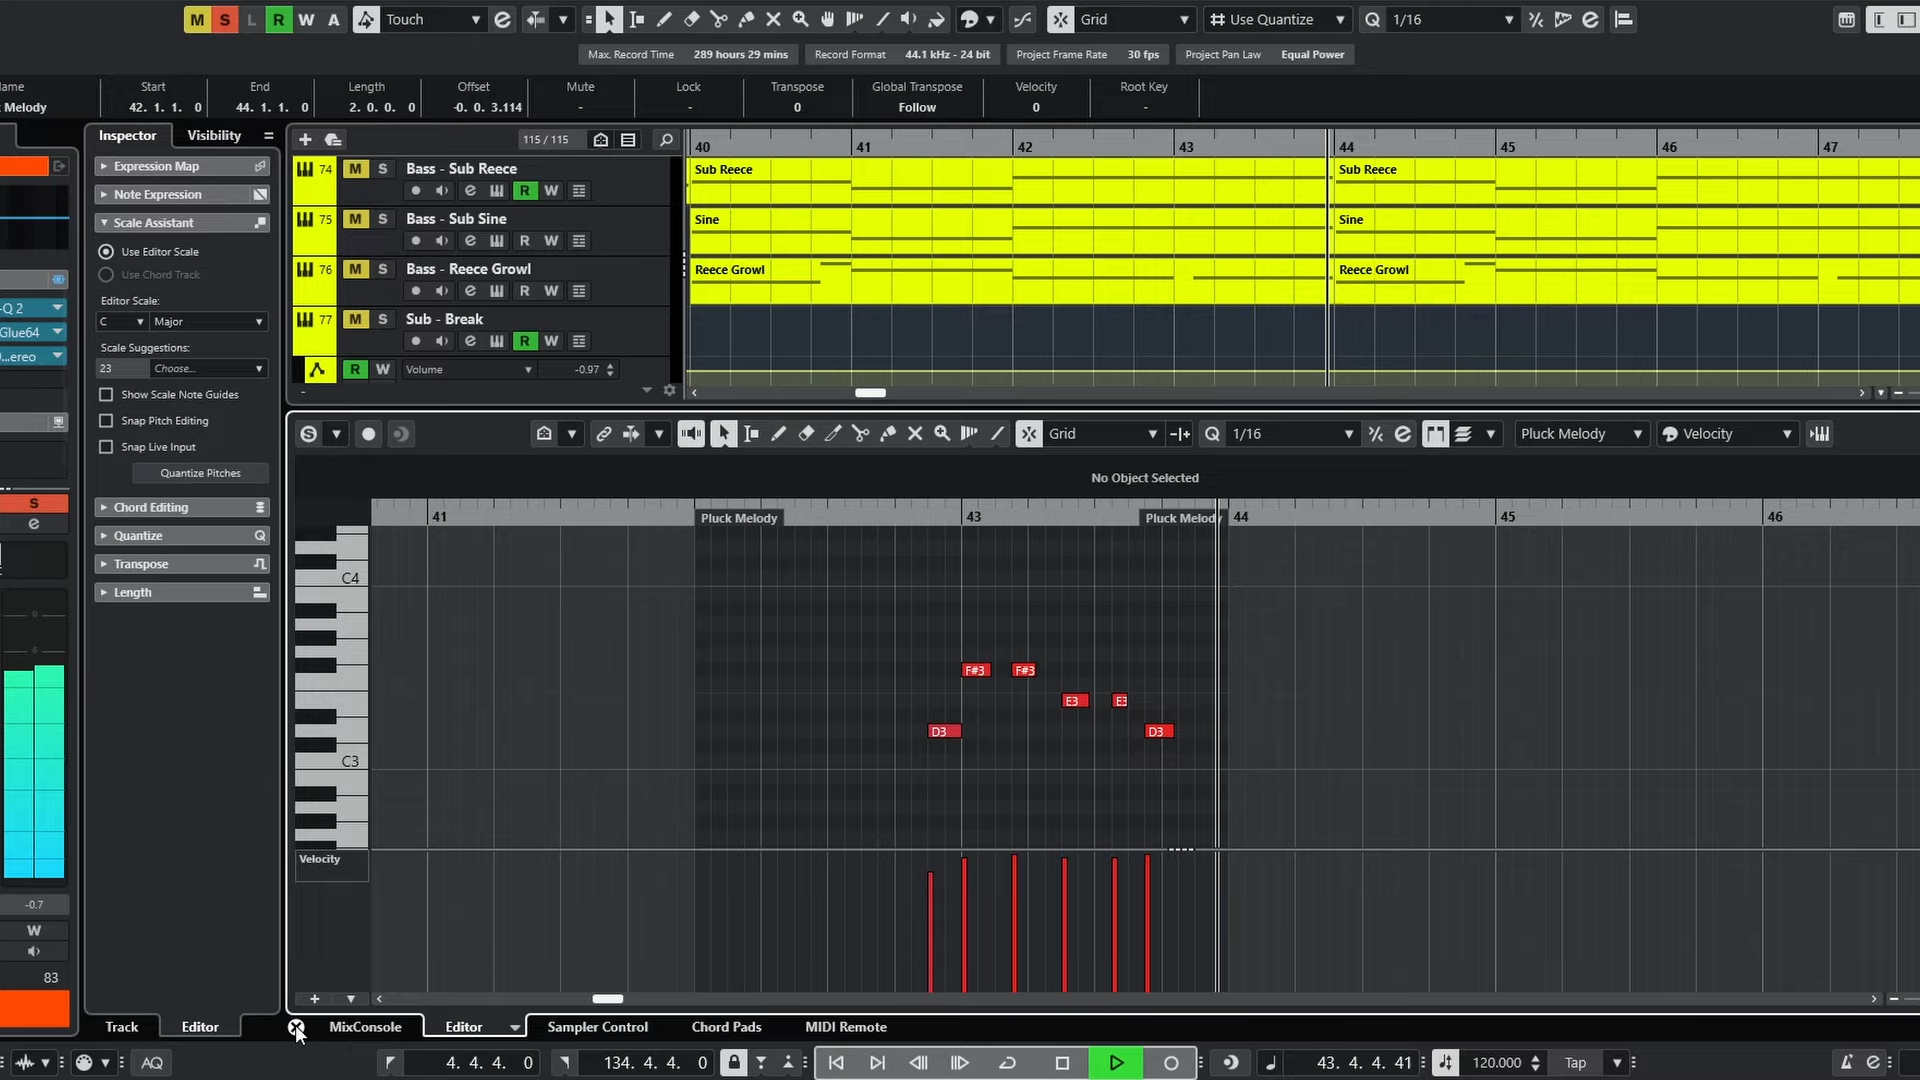 M S L R W A Touch Grid Use Quantize Q 1/16
Max. Record Time 289 hours 29 mins Record Format 44.1 kHz - 24 bit Project Frame Rate 30 fps Project Pan Law Equal Power
Start End Length Offset Mute Lock Transpose Global Transpose Velocity Root Key
Melody 42. 1. 1. 0 44. 1. 1. 0 2. 0. 0. 0 -0. 0. 3.114 - - 0 Follow 0 -
Inspector Visibility 115 / 115 40 41 42 43 44 45 46 47
Expression Map
Note Expression
Scale Assistant
Use Editor Scale
Use Chord Track
Editor Scale:
C Major
Scale Suggestions:
23 Choose...
Show Scale Note Guides
Snap Pitch Editing
Snap Live Input
Quantize Pitches
Chord Editing
Quantize Q
Transpose
Length
74 M S Bass - Sub Reece
R W
75 M S Bass - Sub Sine
R W
76 M S Bass - Reece Growl
R W
77 M S Sub - Break
R W
R W Volume -0.97
Sub Reece Sub Reece
Sine Sine
Reece Growl Reece Growl
S Grid Q 1/16 Pluck Melody Velocity
No Object Selected
41 43 44 45 46
Pluck Melody Pluck Melody
C4
F#3 F#3
E3 E3
D3 D3
C3
Velocity
Glue64
S
-0.7
W
83
Track Editor MixConsole Editor Sampler Control Chord Pads MIDI Remote
AQ 4. 4. 4. 0 134. 4. 4. 0 43. 4. 4. 41 120.000 Tap